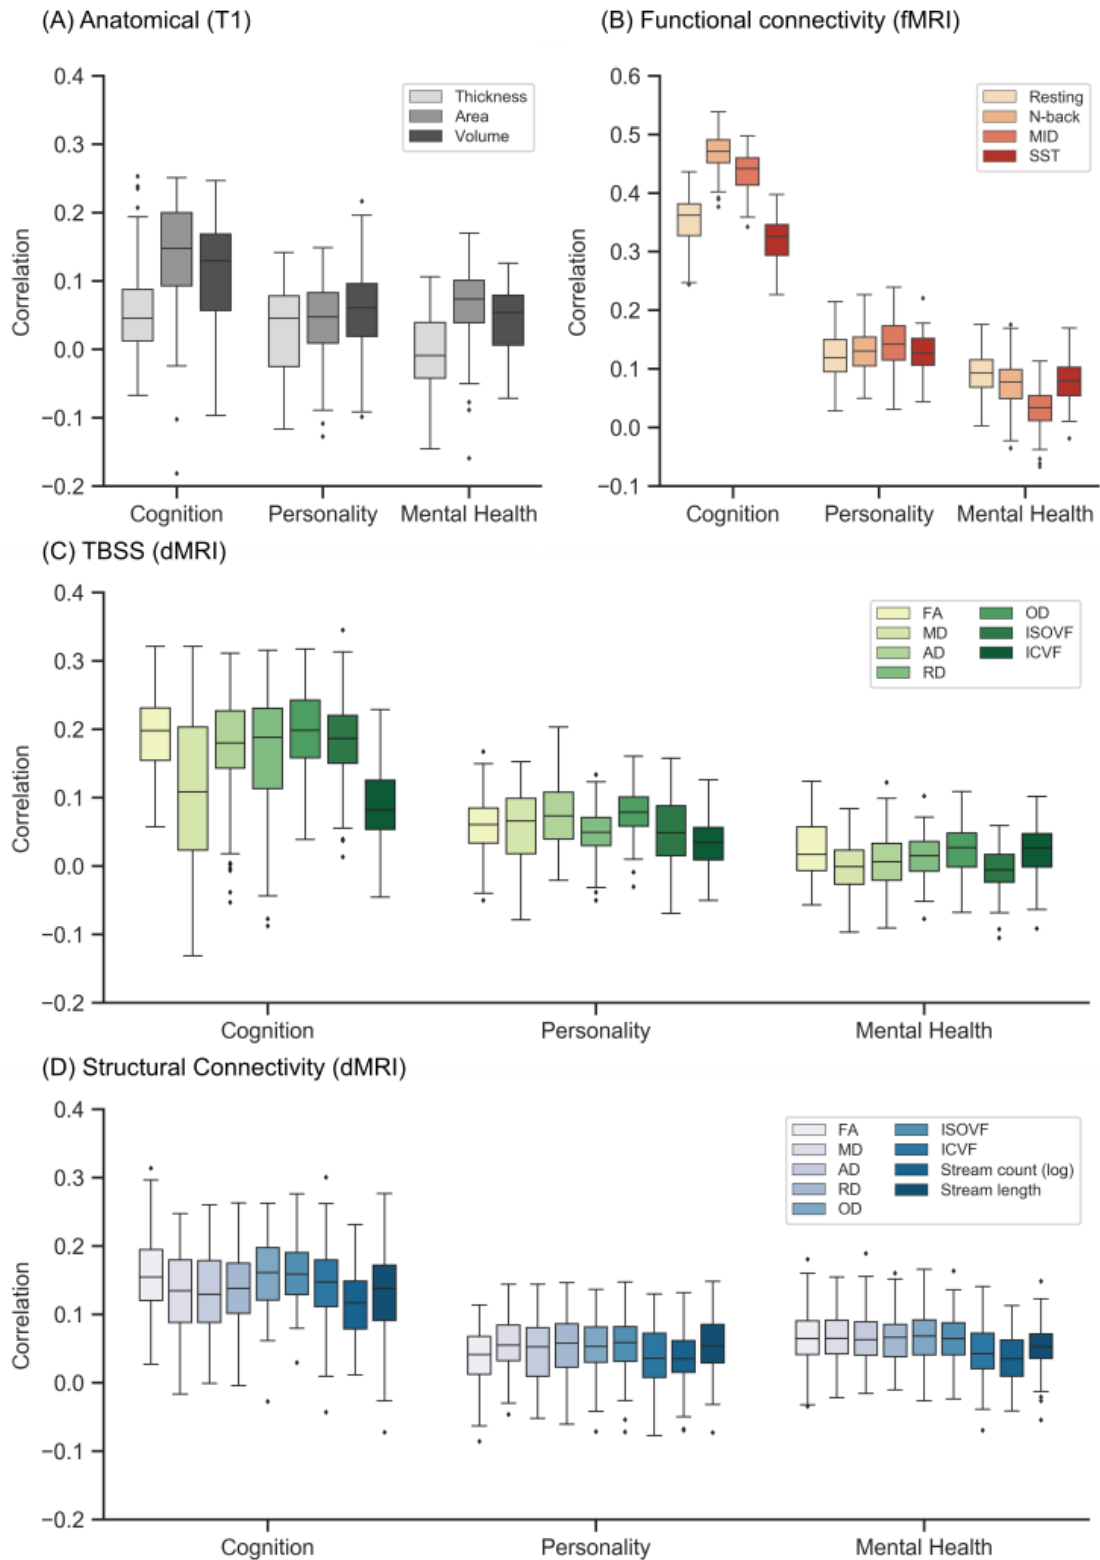 (A) Anatomical (T1)
0.4
0.3
0.2
0.1
0.0
−0.1
−0.2
Correlation
Thickness
Area
Volume
Cognition
Personality
Mental Health
(B) Functional connectivity (fMRI)
0.6
0.5
0.4
0.3
0.2
0.1
0.0
−0.1
Correlation
Resting
N-back
MID
SST
Cognition
Personality
Mental Health
(C) TBSS (dMRI)
0.4
0.3
0.2
0.1
0.0
−0.1
−0.2
Correlation
FA
MD
AD
RD
OD
ISOVF
ICVF
Cognition
Personality
Mental Health
(D) Structural Connectivity (dMRI)
0.4
0.3
0.2
0.1
0.0
−0.1
−0.2
Correlation
FA
MD
AD
RD
OD
ISOVF
ICVF
Stream count (log)
Stream length
Cognition
Personality
Mental Health